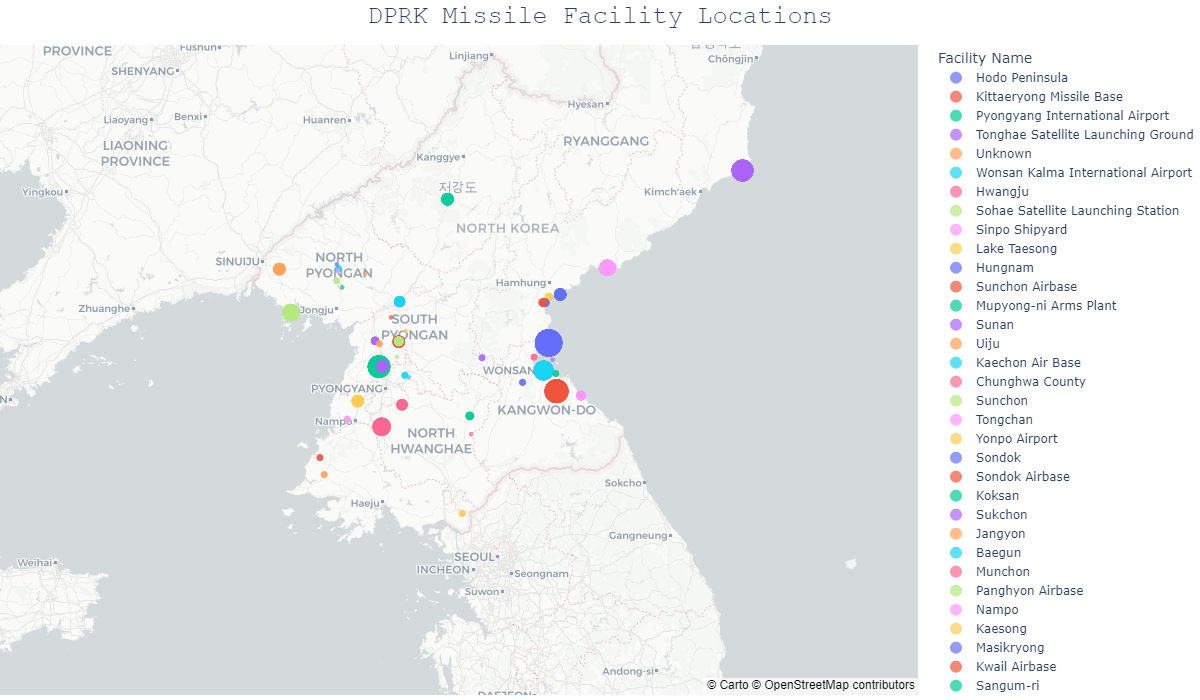 DPRK Missile Facility Locations
PROVINCE
Fushun
SHENYANG
Linjiang
Chŏngjin
Liaoyang
Benxi
Huanren
Hyesan
LIAONING
PROVINCE
RYANGGANG
Kanggye
저강도
Yingkou
Kimch'aek
NORTH KOREA
SINUIJU
NORTH
PYONGAN
Hamhung
Zhuanghe
Jongju
SOUTH
PYONGAN
WONSAN
PYONGYANG
KANGWON-DO
Nampo
NORTH
HWANGHAE
Sokcho
Haeju
Gangneung
Weihai
SEOUL
INCHEON
Seongnam
Suwon
Andong-si
DAEJEON
© Carto © OpenStreetMap contributors
Facility Name
Hodo Peninsula
Kittaeryong Missile Base
Pyongyang International Airport
Tonghae Satellite Launching Ground
Unknown
Wonsan Kalma International Airport
Hwangju
Sohae Satellite Launching Station
Sinpo Shipyard
Lake Taesong
Hungnam
Sunchon Airbase
Mupyong-ni Arms Plant
Sunan
Uiju
Kaechon Air Base
Chunghwa County
Sunchon
Tongchan
Yonpo Airport
Sondok
Sondok Airbase
Koksan
Sukchon
Jangyon
Baegun
Munchon
Panghyon Airbase
Nampo
Kaesong
Masikryong
Kwail Airbase
Sangum-ri